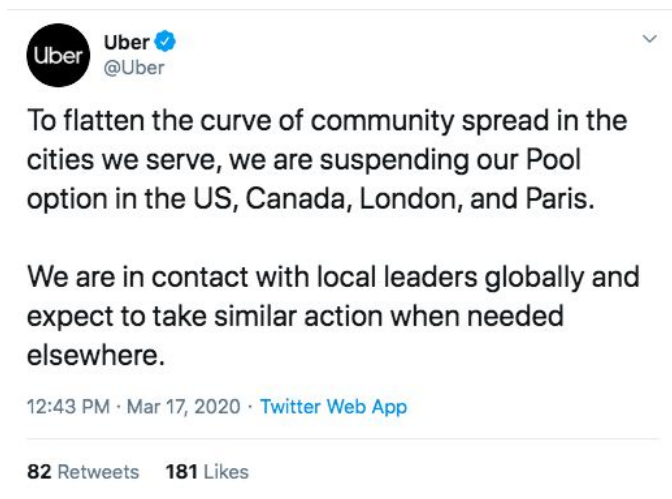 Uber
Uber
@Uber
To flatten the curve of community spread in the
cities we serve, we are suspending our Pool
option in the US, Canada, London, and Paris.
We are in contact with local leaders globally and
expect to take similar action when needed
elsewhere.
12:43 PM · Mar 17, 2020 · Twitter Web App
82 Retweets 181 Likes